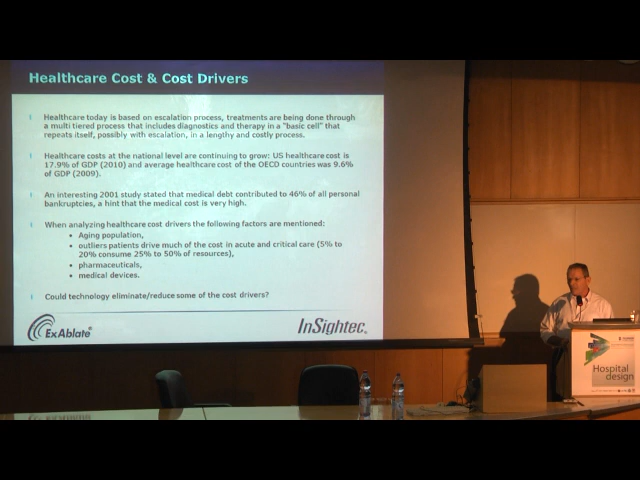 Healthcare Cost & Cost Drivers
Healthcare today is based on escalation process, treatments are being done through
a multi tiered process that includes diagnostics and therapy in a "basic cell" that
repeats itself, possibly with escalation, in a lengthy and costly process.
Healthcare costs at the national level are continuing to grow: US healthcare cost is
17.9% of GDP (2010) and average healthcare cost of the OECD countries was 9.6%
of GDP (2009).
An interesting 2001 study stated that medical debt contributed to 46% of all personal
bankruptcies, a hint that the medical cost is very high.
When analyzing healthcare cost drivers the following factors are mentioned:
• Aging population,
• outliers patients drive much of the cost in acute and critical care (5% to
20% consume 25% to 50% of resources),
• pharmaceuticals,
• medical devices.
Could technology eliminate/reduce some of the cost drivers?
ExAblate®
InSightec®
Hospital
design